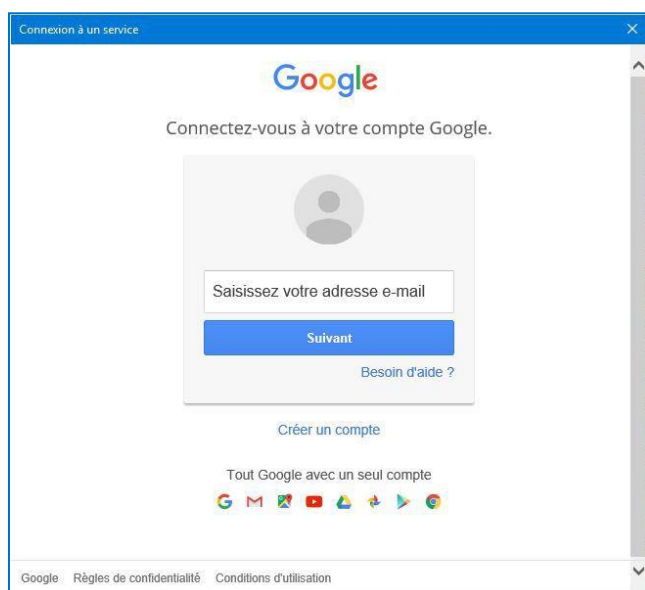 Connexion à un service
Google
Connectez-vous à votre compte Google.
Saisissez votre adresse e-mail
Suivant
Besoin d'aide ?
Créer un compte
Tout Google avec un seul compte
Google Règles de confidentialité Conditions d'utilisation